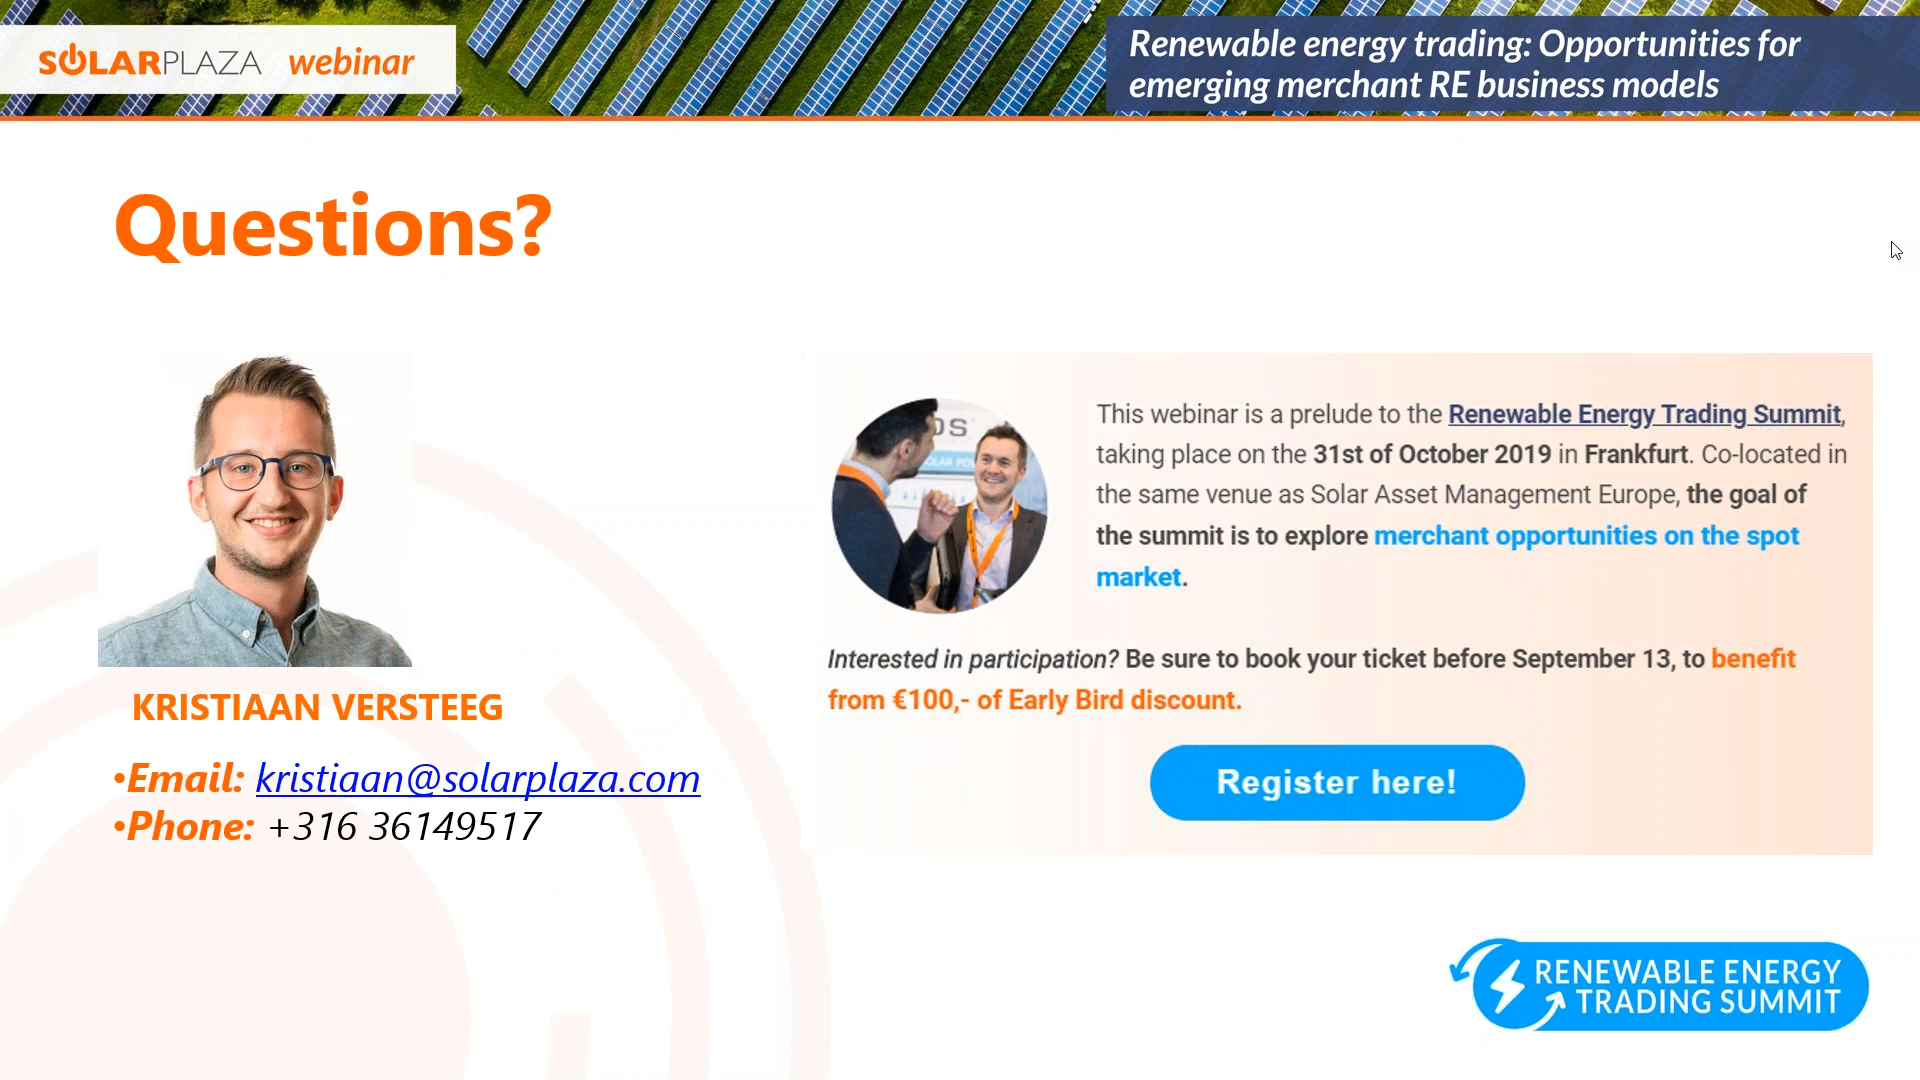 SOLARPLAZA webinar
Renewable energy trading: Opportunities for
emerging merchant RE business models
Questions?
OS
SOLAR PO
This webinar is a prelude to the Renewable Energy Trading Summit,
taking place on the 31st of October 2019 in Frankfurt. Co-located in
the same venue as Solar Asset Management Europe, the goal of
the summit is to explore merchant opportunities on the spot
market.
Interested in participation? Be sure to book your ticket before September 13, to benefit
from €100,- of Early Bird discount.
Register here!
KRISTIAAN VERSTEEG
•Email: kristiaan@solarplaza.com
•Phone: +316 36149517
RENEWABLE ENERGY
TRADING SUMMIT